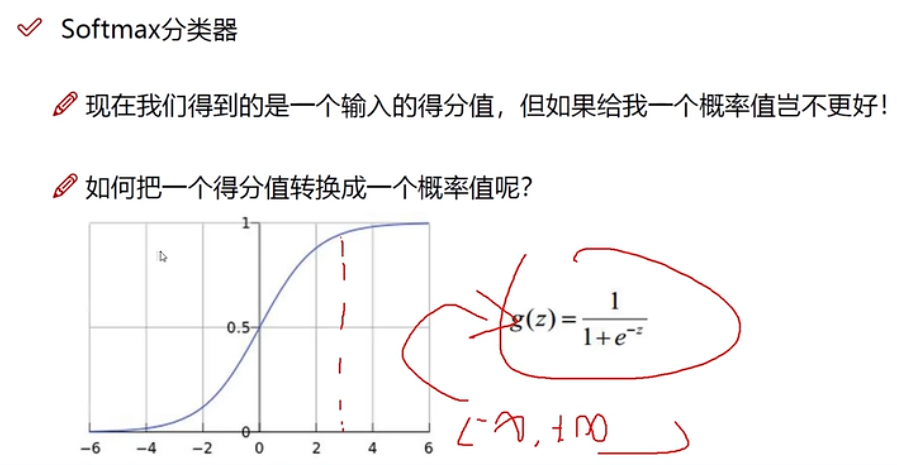 Softmax分类器
现在我们得到的是一个输入的得分值，但如果给我一个概率值岂不更好！
如何把一个得分值转换成一个概率值呢？
1
0.5
0
-6 -4 -2 0 2 4 6
g(z) = 1 / (1 + e^{-z})
(-∞, +∞)